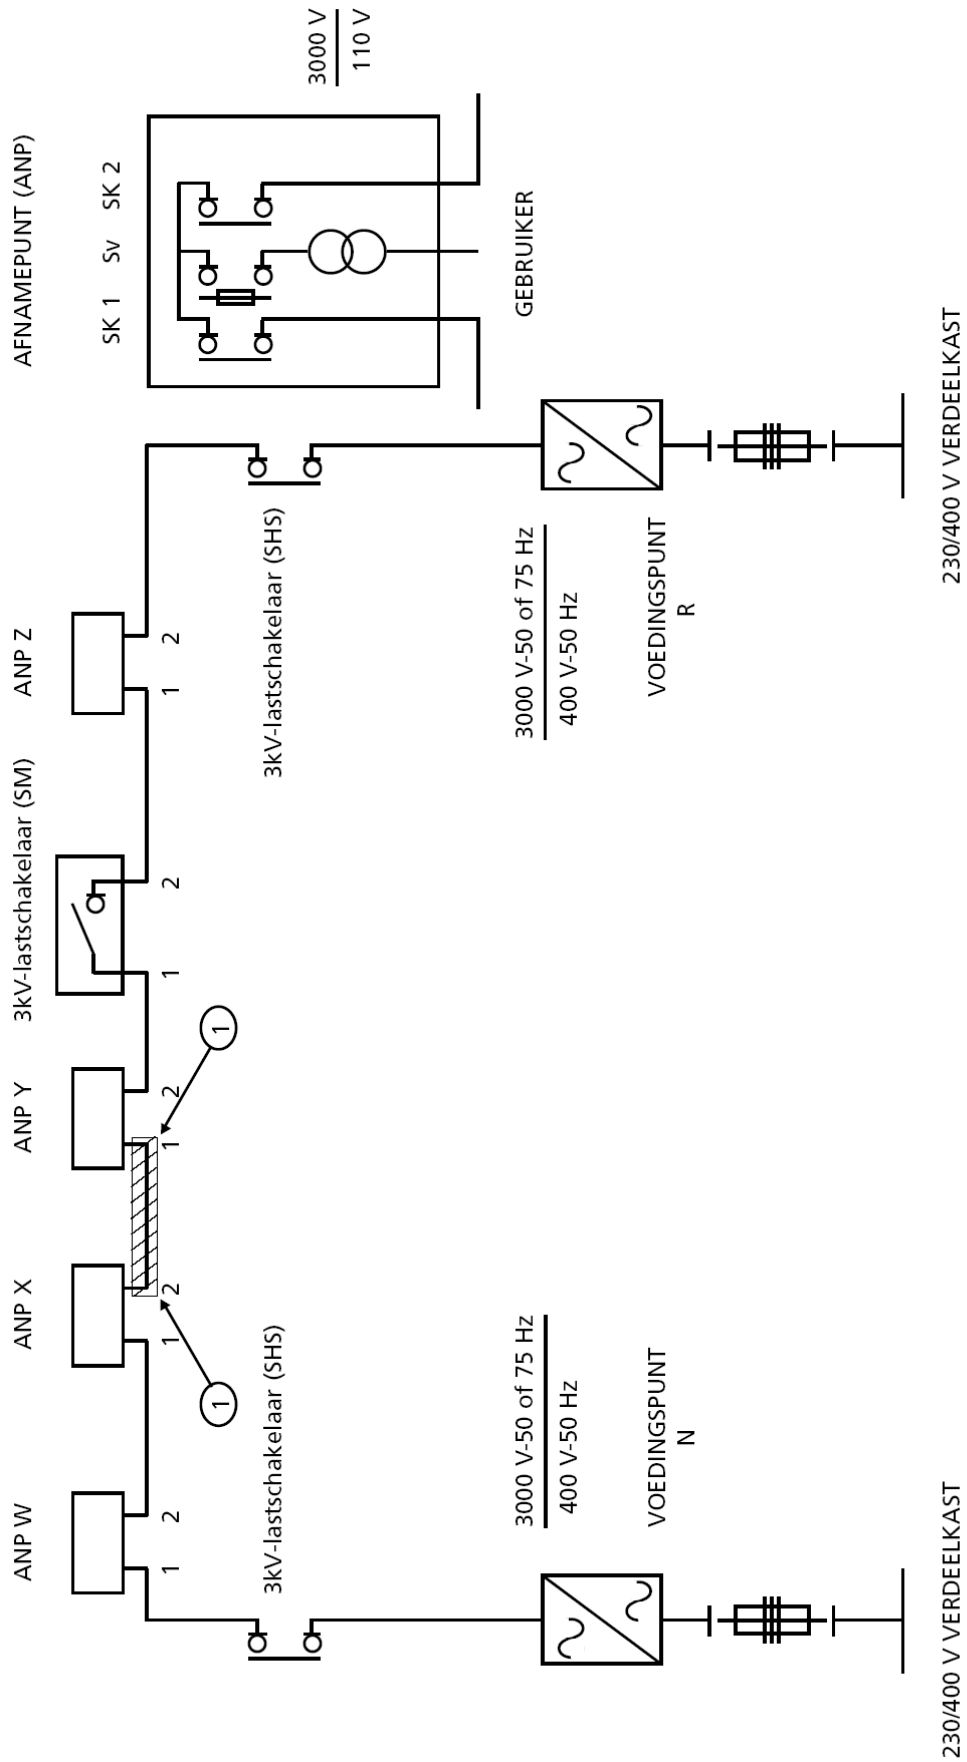 ANP W
ANP X
ANP Y
3kV-lastschakelaar (SM)
ANP Z
AFNAMEPUNT (ANP)
SK 1
Sv
SK 2
3000 V
110 V
1
2
1
2
1
2
1
2
1
2
1
1
3kV-lastschakelaar (SHS)
3kV-lastschakelaar (SHS)
GEBRUIKER
3000 V-50 of 75 Hz
400 V-50 Hz
3000 V-50 of 75 Hz
400 V-50 Hz
VOEDINGSPUNT
N
VOEDINGSPUNT
R
230/400 V VERDEELKAST
230/400 V VERDEELKAST